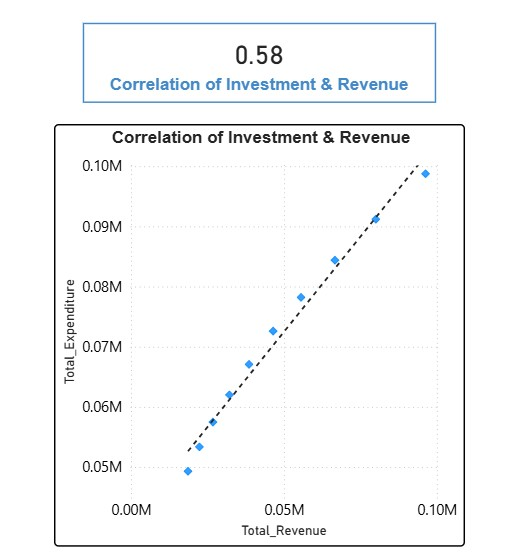 0.58
Correlation of Investment & Revenue
Correlation of Investment & Revenue
0.10M
0.09M
0.08M
0.07M
0.06M
0.05M
Total_Expenditure
0.00M 0.05M 0.10M
Total_Revenue